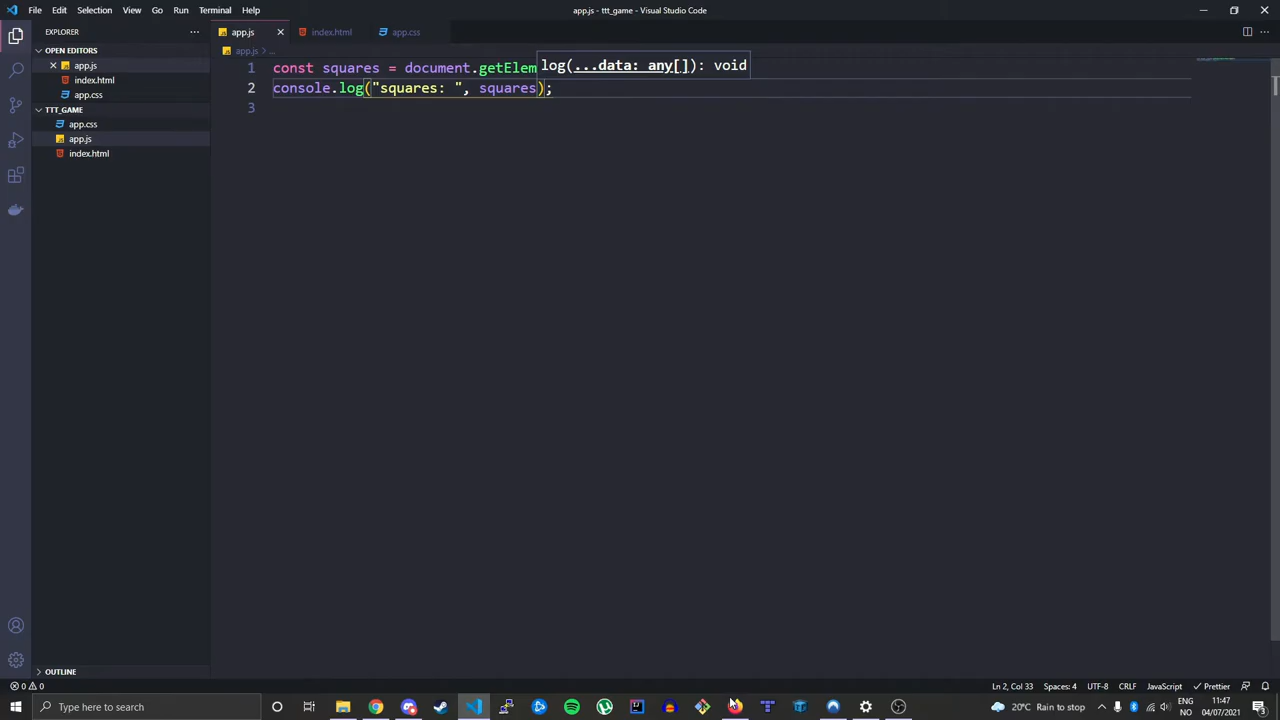 File Edit Selection View Go Run Terminal Help
app.js - ttt_game - Visual Studio Code
EXPLORER
OPEN EDITORS
app.js
index.html
app.css
TTT_GAME
app.css
app.js
index.html
OUTLINE
app.js index.html app.css
app.js > ...
log(...data: any[]): void
1 const squares = document.getElem
2 console.log("squares: ", squares);
3
0 0
Ln 2, Col 33 Spaces: 4 UTF-8 CRLF JavaScript Prettier
Type here to search
20°C Rain to stop
ENG
NO
11:47
04/07/2021